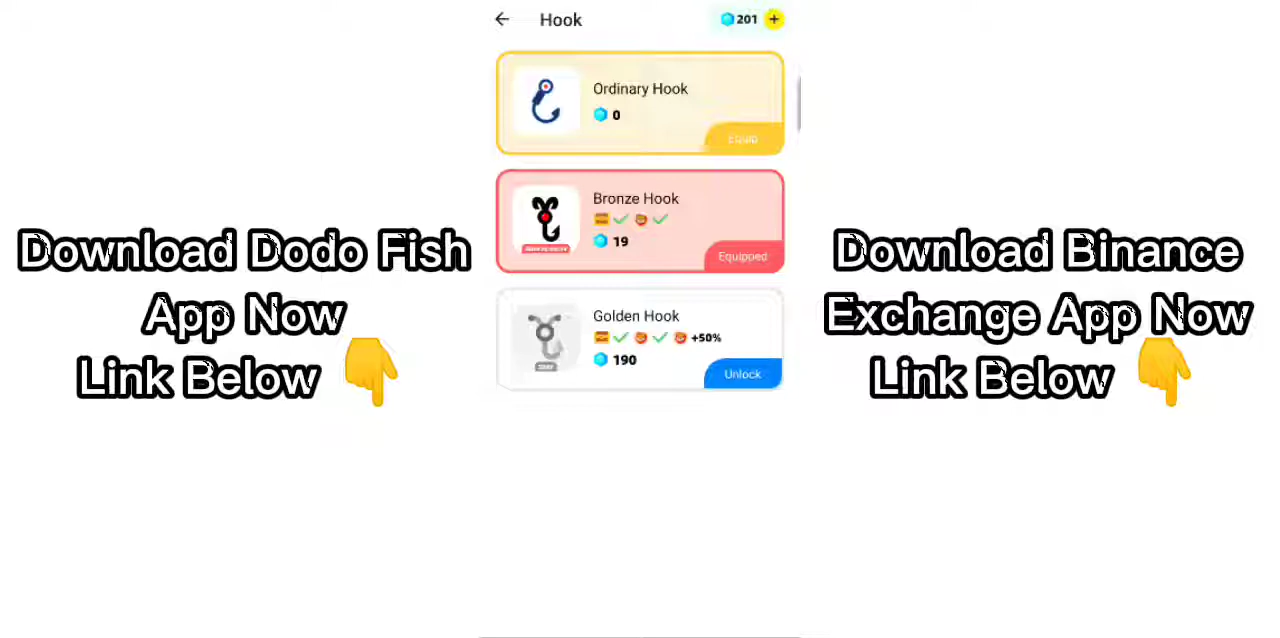 Hook
201 +
Ordinary Hook
0
Equip
Bronze Hook
19
Equipped
Golden Hook
+50%
190
Unlock
Download Dodo Fish
App Now
Link Below 👇
Download Binance
Exchange App Now
Link Below 👇